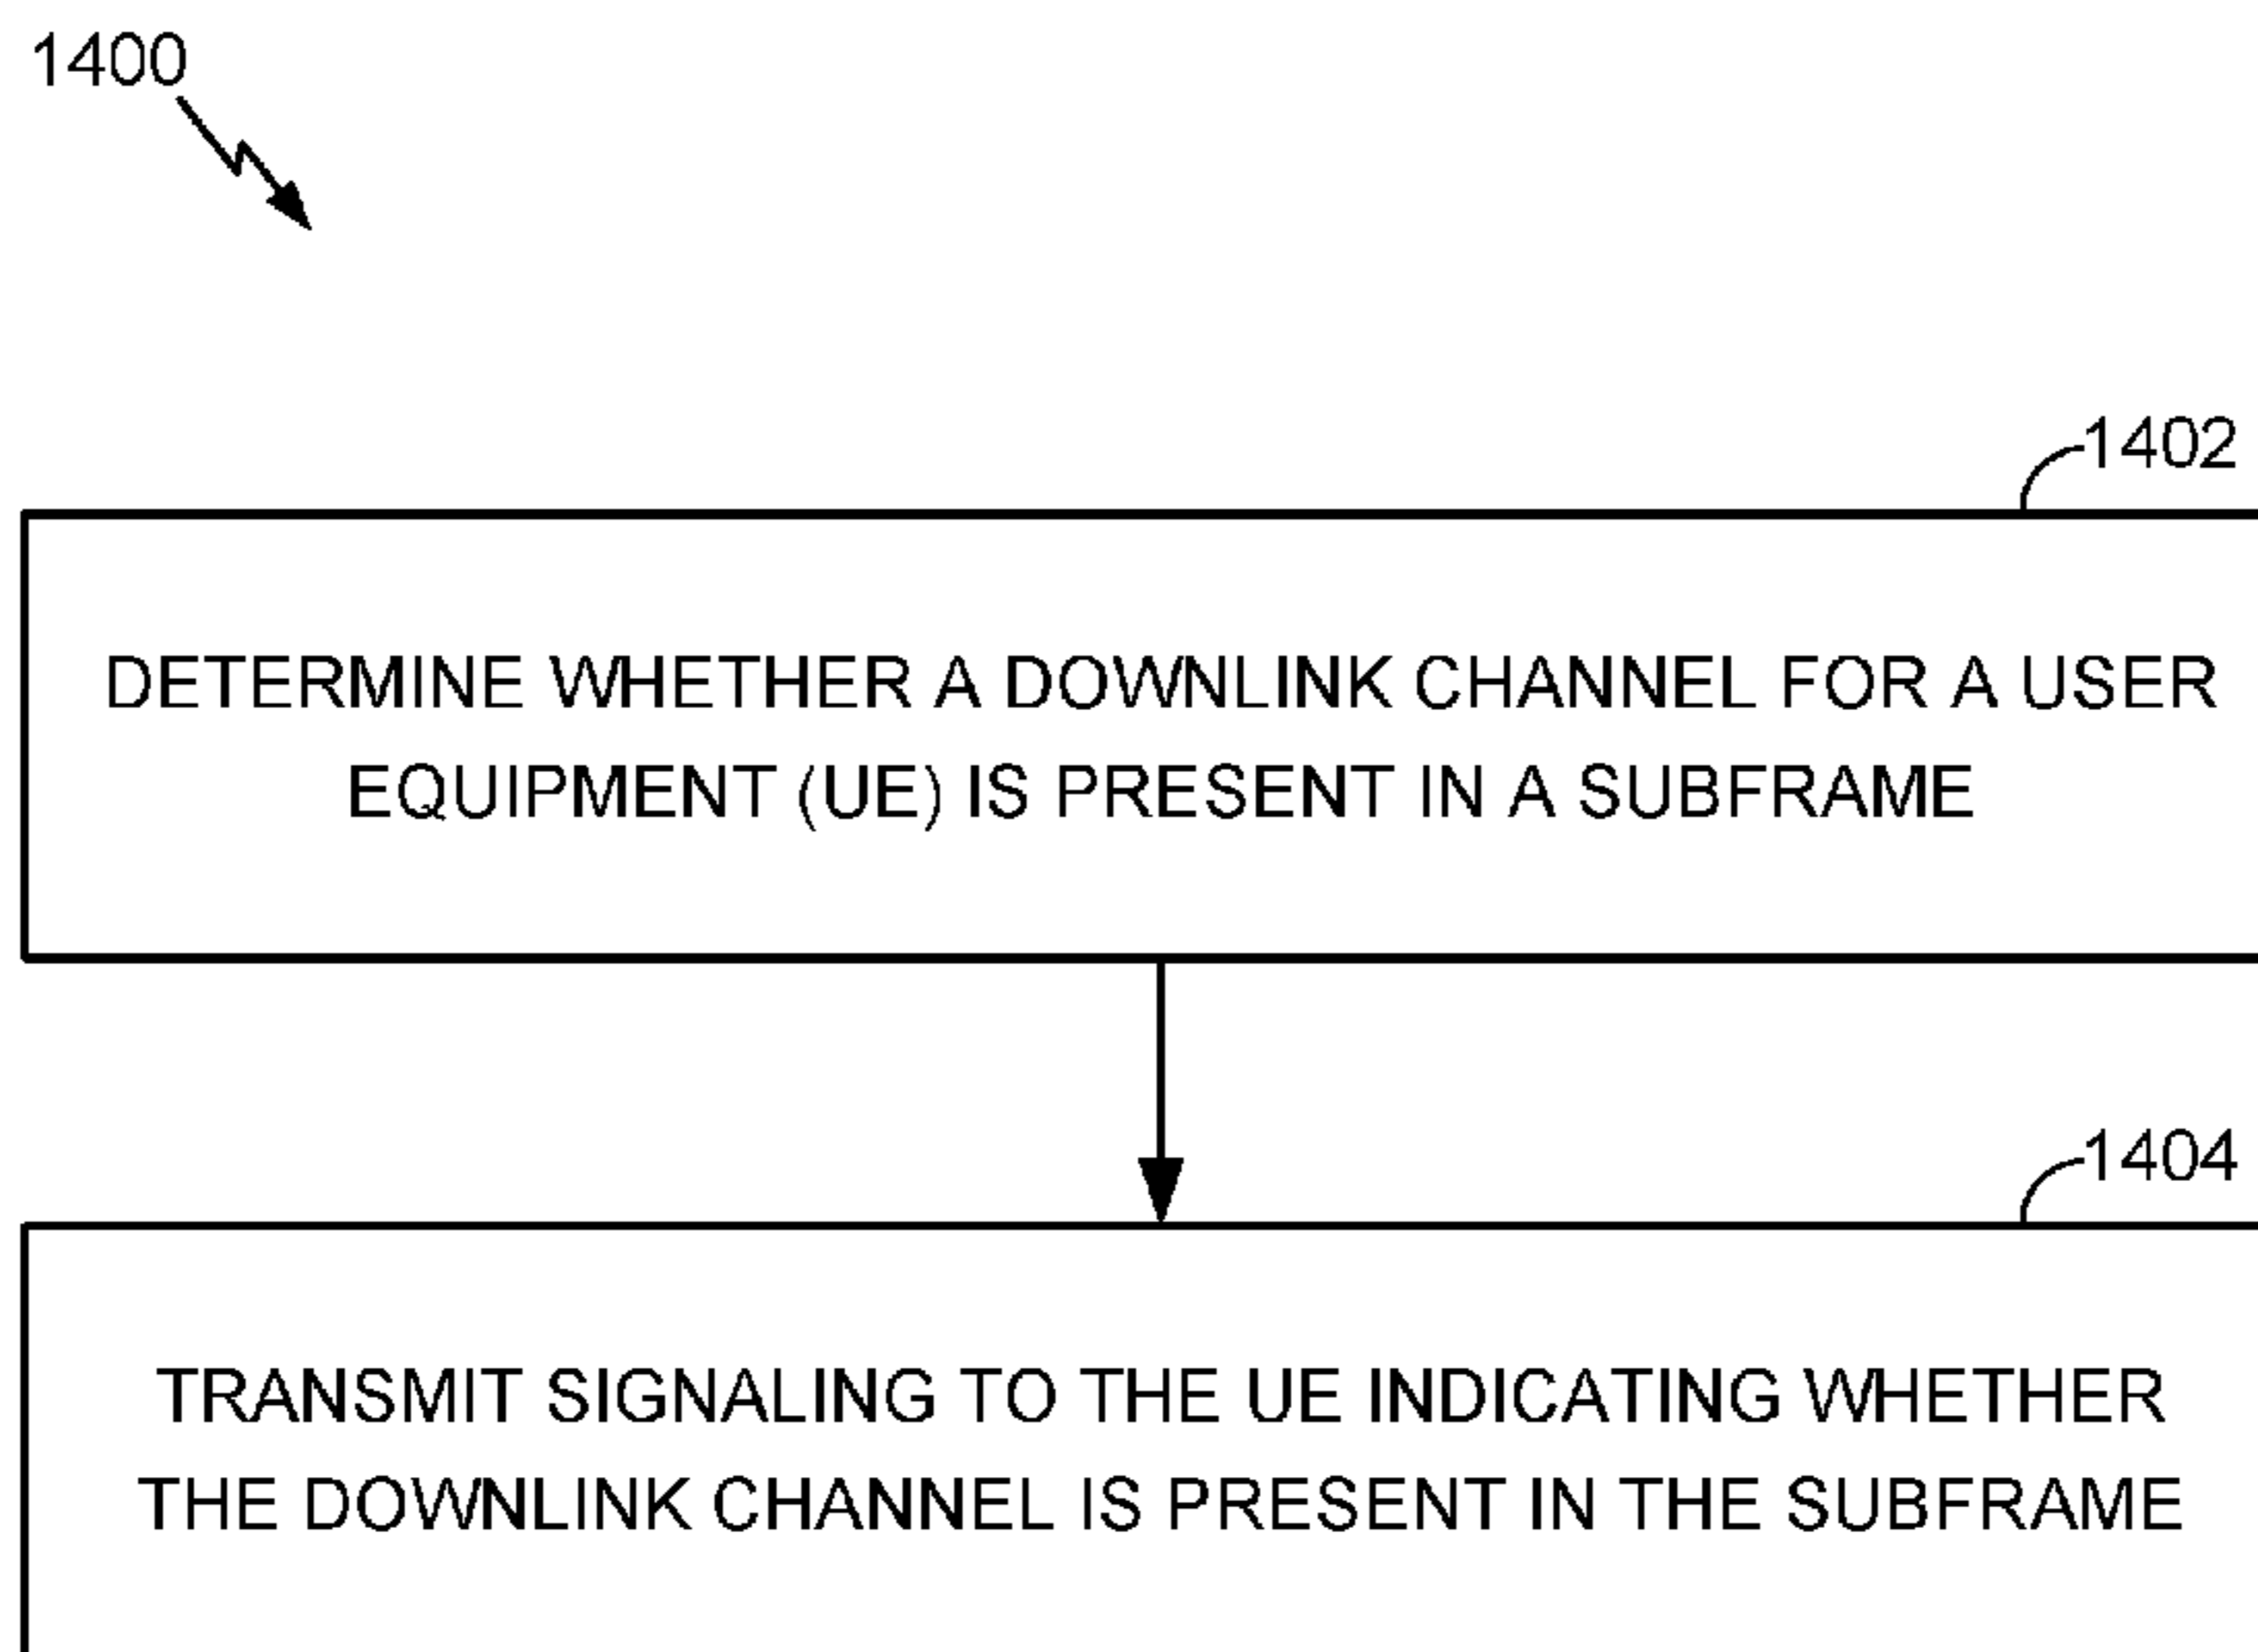 1400
1402
DETERMINE WHETHER A DOWNLINK CHANNEL FOR A USER
EQUIPMENT (UE) IS PRESENT IN A SUBFRAME
1404
TRANSMIT SIGNALING TO THE UE INDICATING WHETHER
THE DOWNLINK CHANNEL IS PRESENT IN THE SUBFRAME